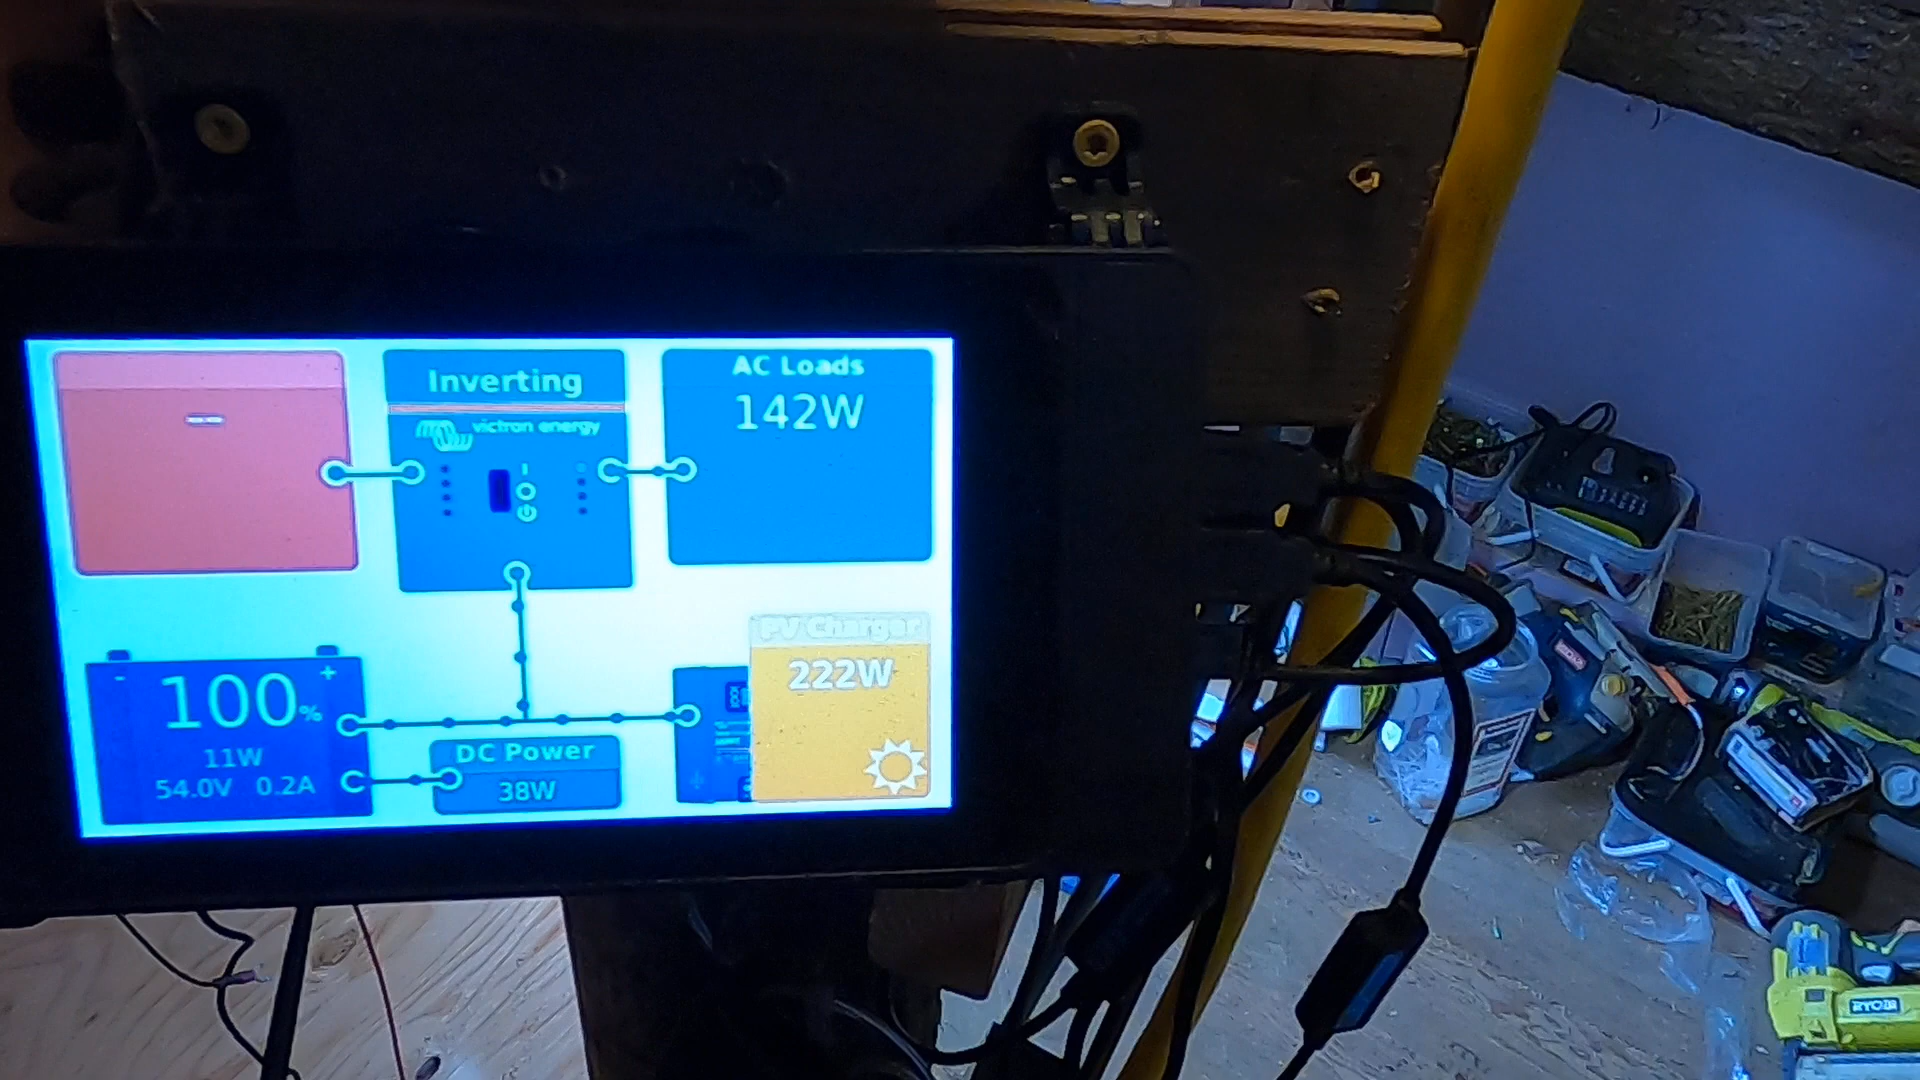 --
Inverting
victron energy
AC Loads
142W
PV Charger
222W
- +
100%
11W
54.0V 0.2A
DC Power
38W
RYOBI